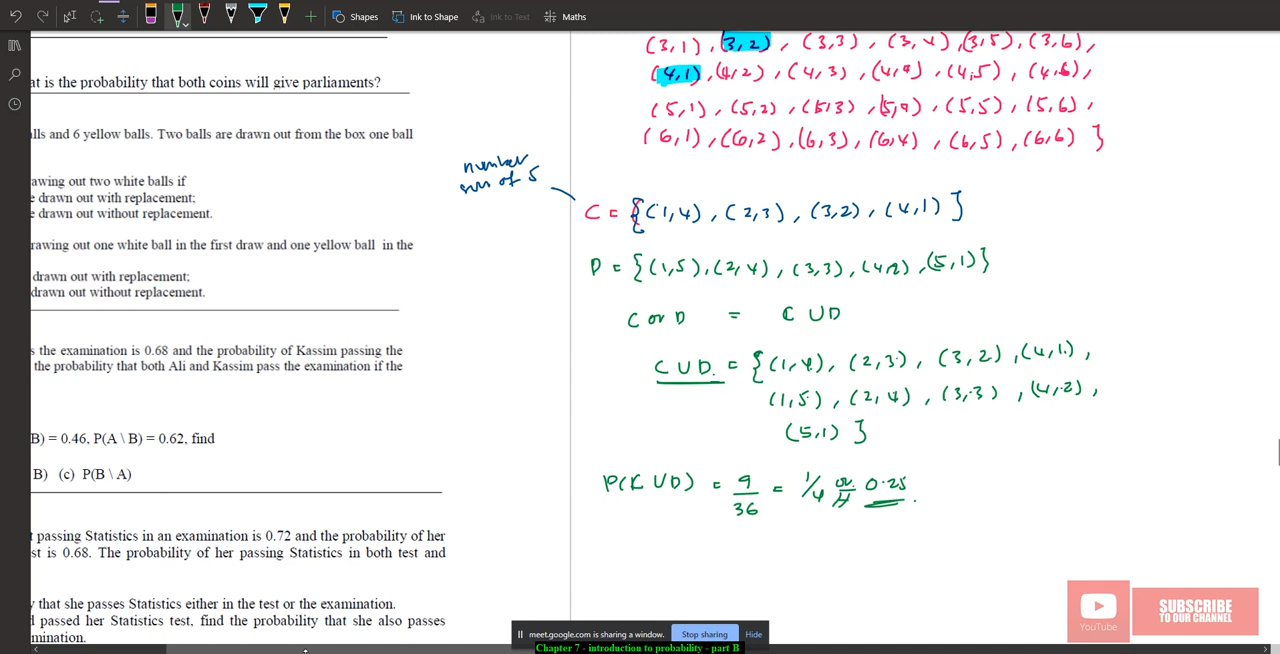 Shapes
Ink to Shape
Ink to Text
Maths
at is the probability that both coins will give parliaments?
lls and 6 yellow balls. Two balls are drawn out from the box one ball
awing out two white balls if
e drawn out with replacement;
e drawn out without replacement.
rawing out one white ball in the first draw and one yellow ball in the
drawn out with replacement;
drawn out without replacement.
s the examination is 0.68 and the probability of Kassim passing the
the probability that both Ali and Kassim pass the examination if the
B) = 0.46, P(A \ B) = 0.62, find
B) (c) P(B \ A)
t passing Statistics in an examination is 0.72 and the probability of her
st is 0.68. The probability of her passing Statistics in both test and
y that she passes Statistics either in the test or the examination.
d passed her Statistics test, find the probability that she also passes
mination.
(3,1), (3,2), (3,3), (3,4), (3,5), (3,6),
(4,1), (4,2), (4,3), (4,4), (4,5), (4,6),
(5,1), (5,2), (5,3), (5,4), (5,5), (5,6),
(6,1), (6,2), (6,3), (6,4), (6,5), (6,6) }
number
sum of 5
C = {(1,4), (2,3), (3,2), (4,1) }
D = {(1,5), (2,4), (3,3), (4,2), (5,1)}
C or D = C U D
C U D. = {(1,4), (2,3), (3,2), (4,1),
(1,5), (2,4), (3,3), (4,2),
(5,1) }
P(C U D) = 9/36 = 1/4 or 0.25.
YouTube
SUBSCRIBE
TO OUR CHANNEL
meet.google.com is sharing a window.
Stop sharing
Hide
Chapter 7 - introduction to probability - part B